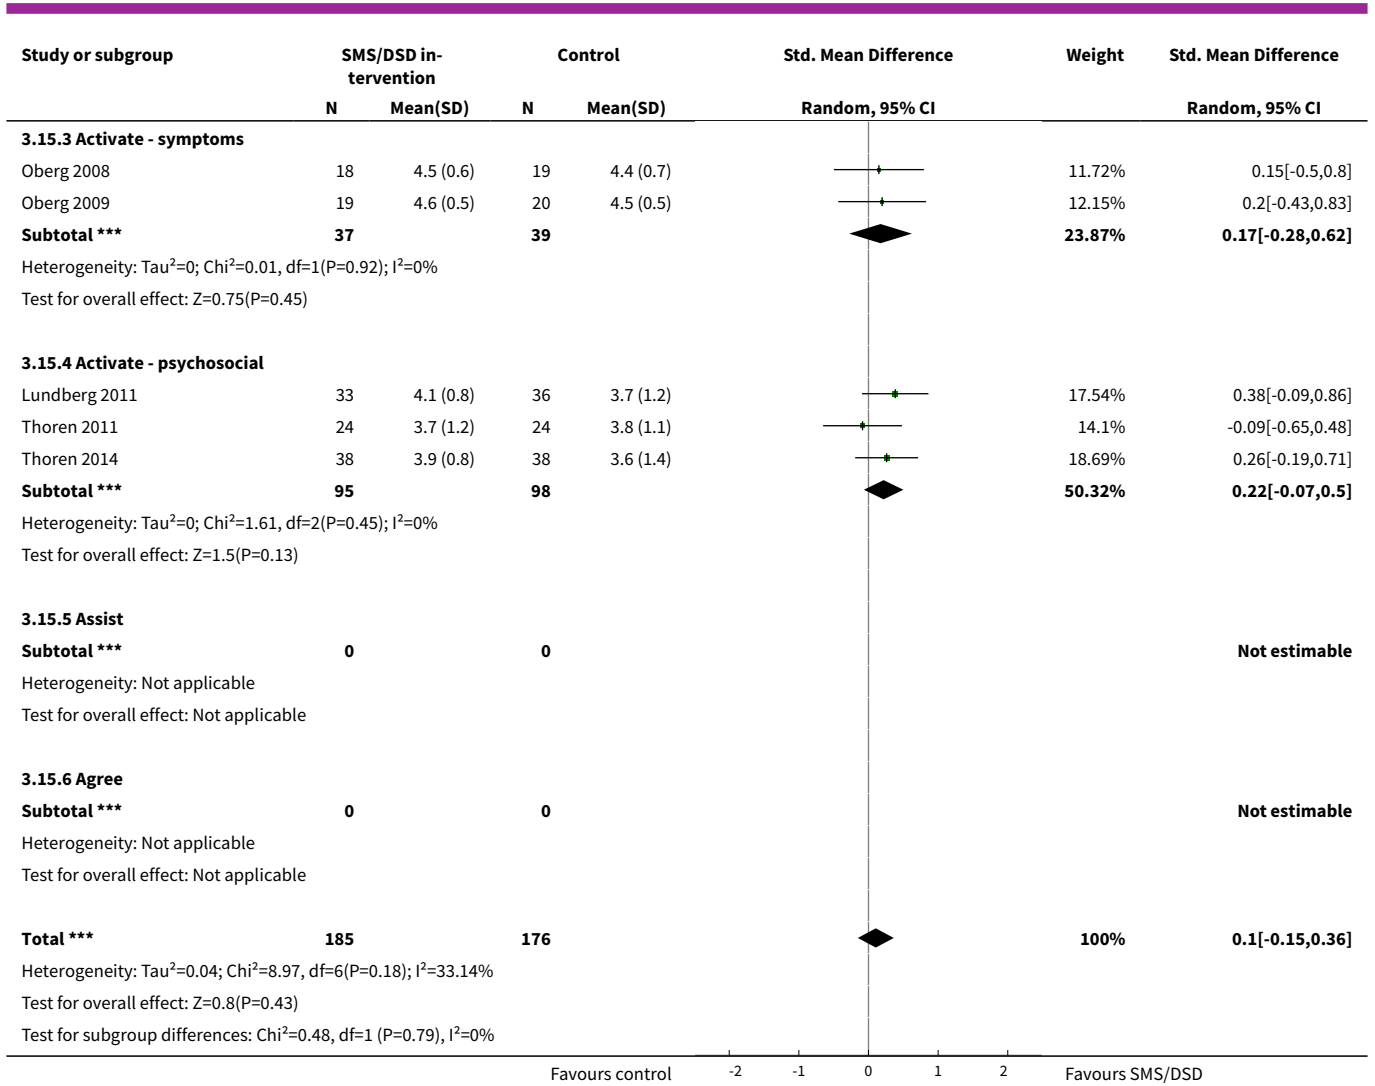 Study or subgroup SMS/DSD in- Control Std. Mean Difference Weight Std. Mean Difference
tervention
N Mean(SD) N Mean(SD) Random, 95% CI Random, 95% CI
3.15.3 Activate - symptoms
Oberg 2008 18 4.5 (0.6) 19 4.4 (0.7) 11.72% 0.15[-0.5,0.8]
Oberg 2009 19 4.6 (0.5) 20 4.5 (0.5) 12.15% 0.2[-0.43,0.83]
Subtotal *** 37 39 23.87% 0.17[-0.28,0.62]
Heterogeneity: Tau²=0; Chi²=0.01, df=1(P=0.92); I²=0%
Test for overall effect: Z=0.75(P=0.45)
3.15.4 Activate - psychosocial
Lundberg 2011 33 4.1 (0.8) 36 3.7 (1.2) 17.54% 0.38[-0.09,0.86]
Thoren 2011 24 3.7 (1.2) 24 3.8 (1.1) 14.1% -0.09[-0.65,0.48]
Thoren 2014 38 3.9 (0.8) 38 3.6 (1.4) 18.69% 0.26[-0.19,0.71]
Subtotal *** 95 98 50.32% 0.22[-0.07,0.5]
Heterogeneity: Tau²=0; Chi²=1.61, df=2(P=0.45); I²=0%
Test for overall effect: Z=1.5(P=0.13)
3.15.5 Assist
Subtotal *** 0 0 Not estimable
Heterogeneity: Not applicable
Test for overall effect: Not applicable
3.15.6 Agree
Subtotal *** 0 0 Not estimable
Heterogeneity: Not applicable
Test for overall effect: Not applicable
Total *** 185 176 100% 0.1[-0.15,0.36]
Heterogeneity: Tau²=0.04; Chi²=8.97, df=6(P=0.18); I²=33.14%
Test for overall effect: Z=0.8(P=0.43)
Test for subgroup differences: Chi²=0.48, df=1 (P=0.79), I²=0%
Favours control -2 -1 0 1 2 Favours SMS/DSD